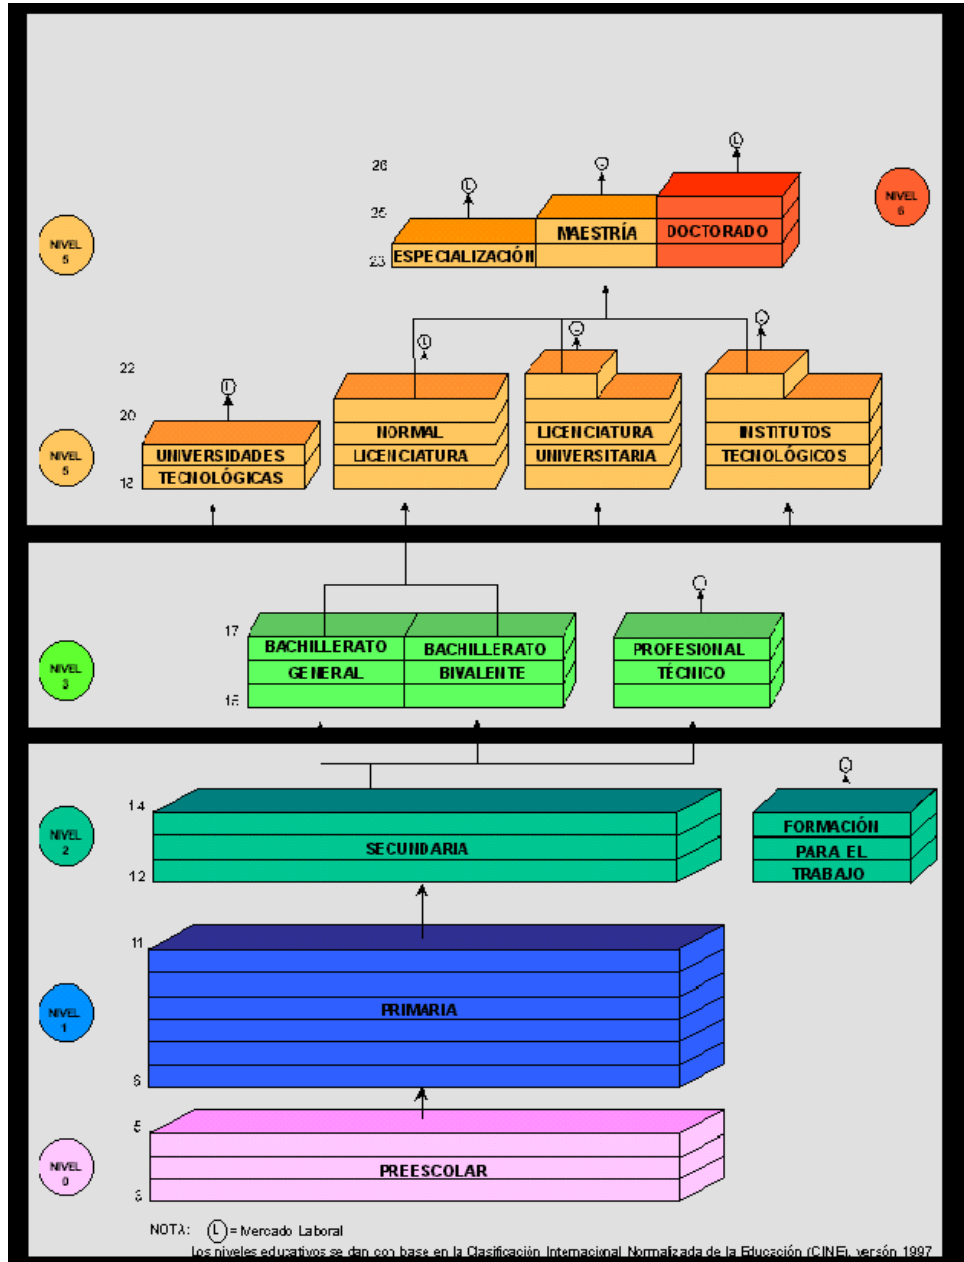 26
L
L
25
NIVEL
6
NIVEL
5
MAESTRÍA
DOCTORADO
ESPECIALIZACIÓN
23
L
22
L
20
NIVEL
5
UNIVERSIDADES
TECNOLÓGICAS
NORMAL
LICENCIATURA
LICENCIATURA
UNIVERSITARIA
INSTITUTOS
TECNOLÓGICOS
18
17
NIVEL
3
BACHILLERATO
GENERAL
BACHILLERATO
BIVALENTE
PROFESIONAL
TÉCNICO
15
14
NIVEL
2
SECUNDARIA
FORMACIÓN
PARA EL
TRABAJO
12
11
NIVEL
1
PRIMARIA
6
5
NIVEL
0
PREESCOLAR
3
NOTA: L = Mercado Laboral
Los niveles educativos se dan con base en la Clasificación Internacional Normalizada de la Educación (CINE), versón 1997